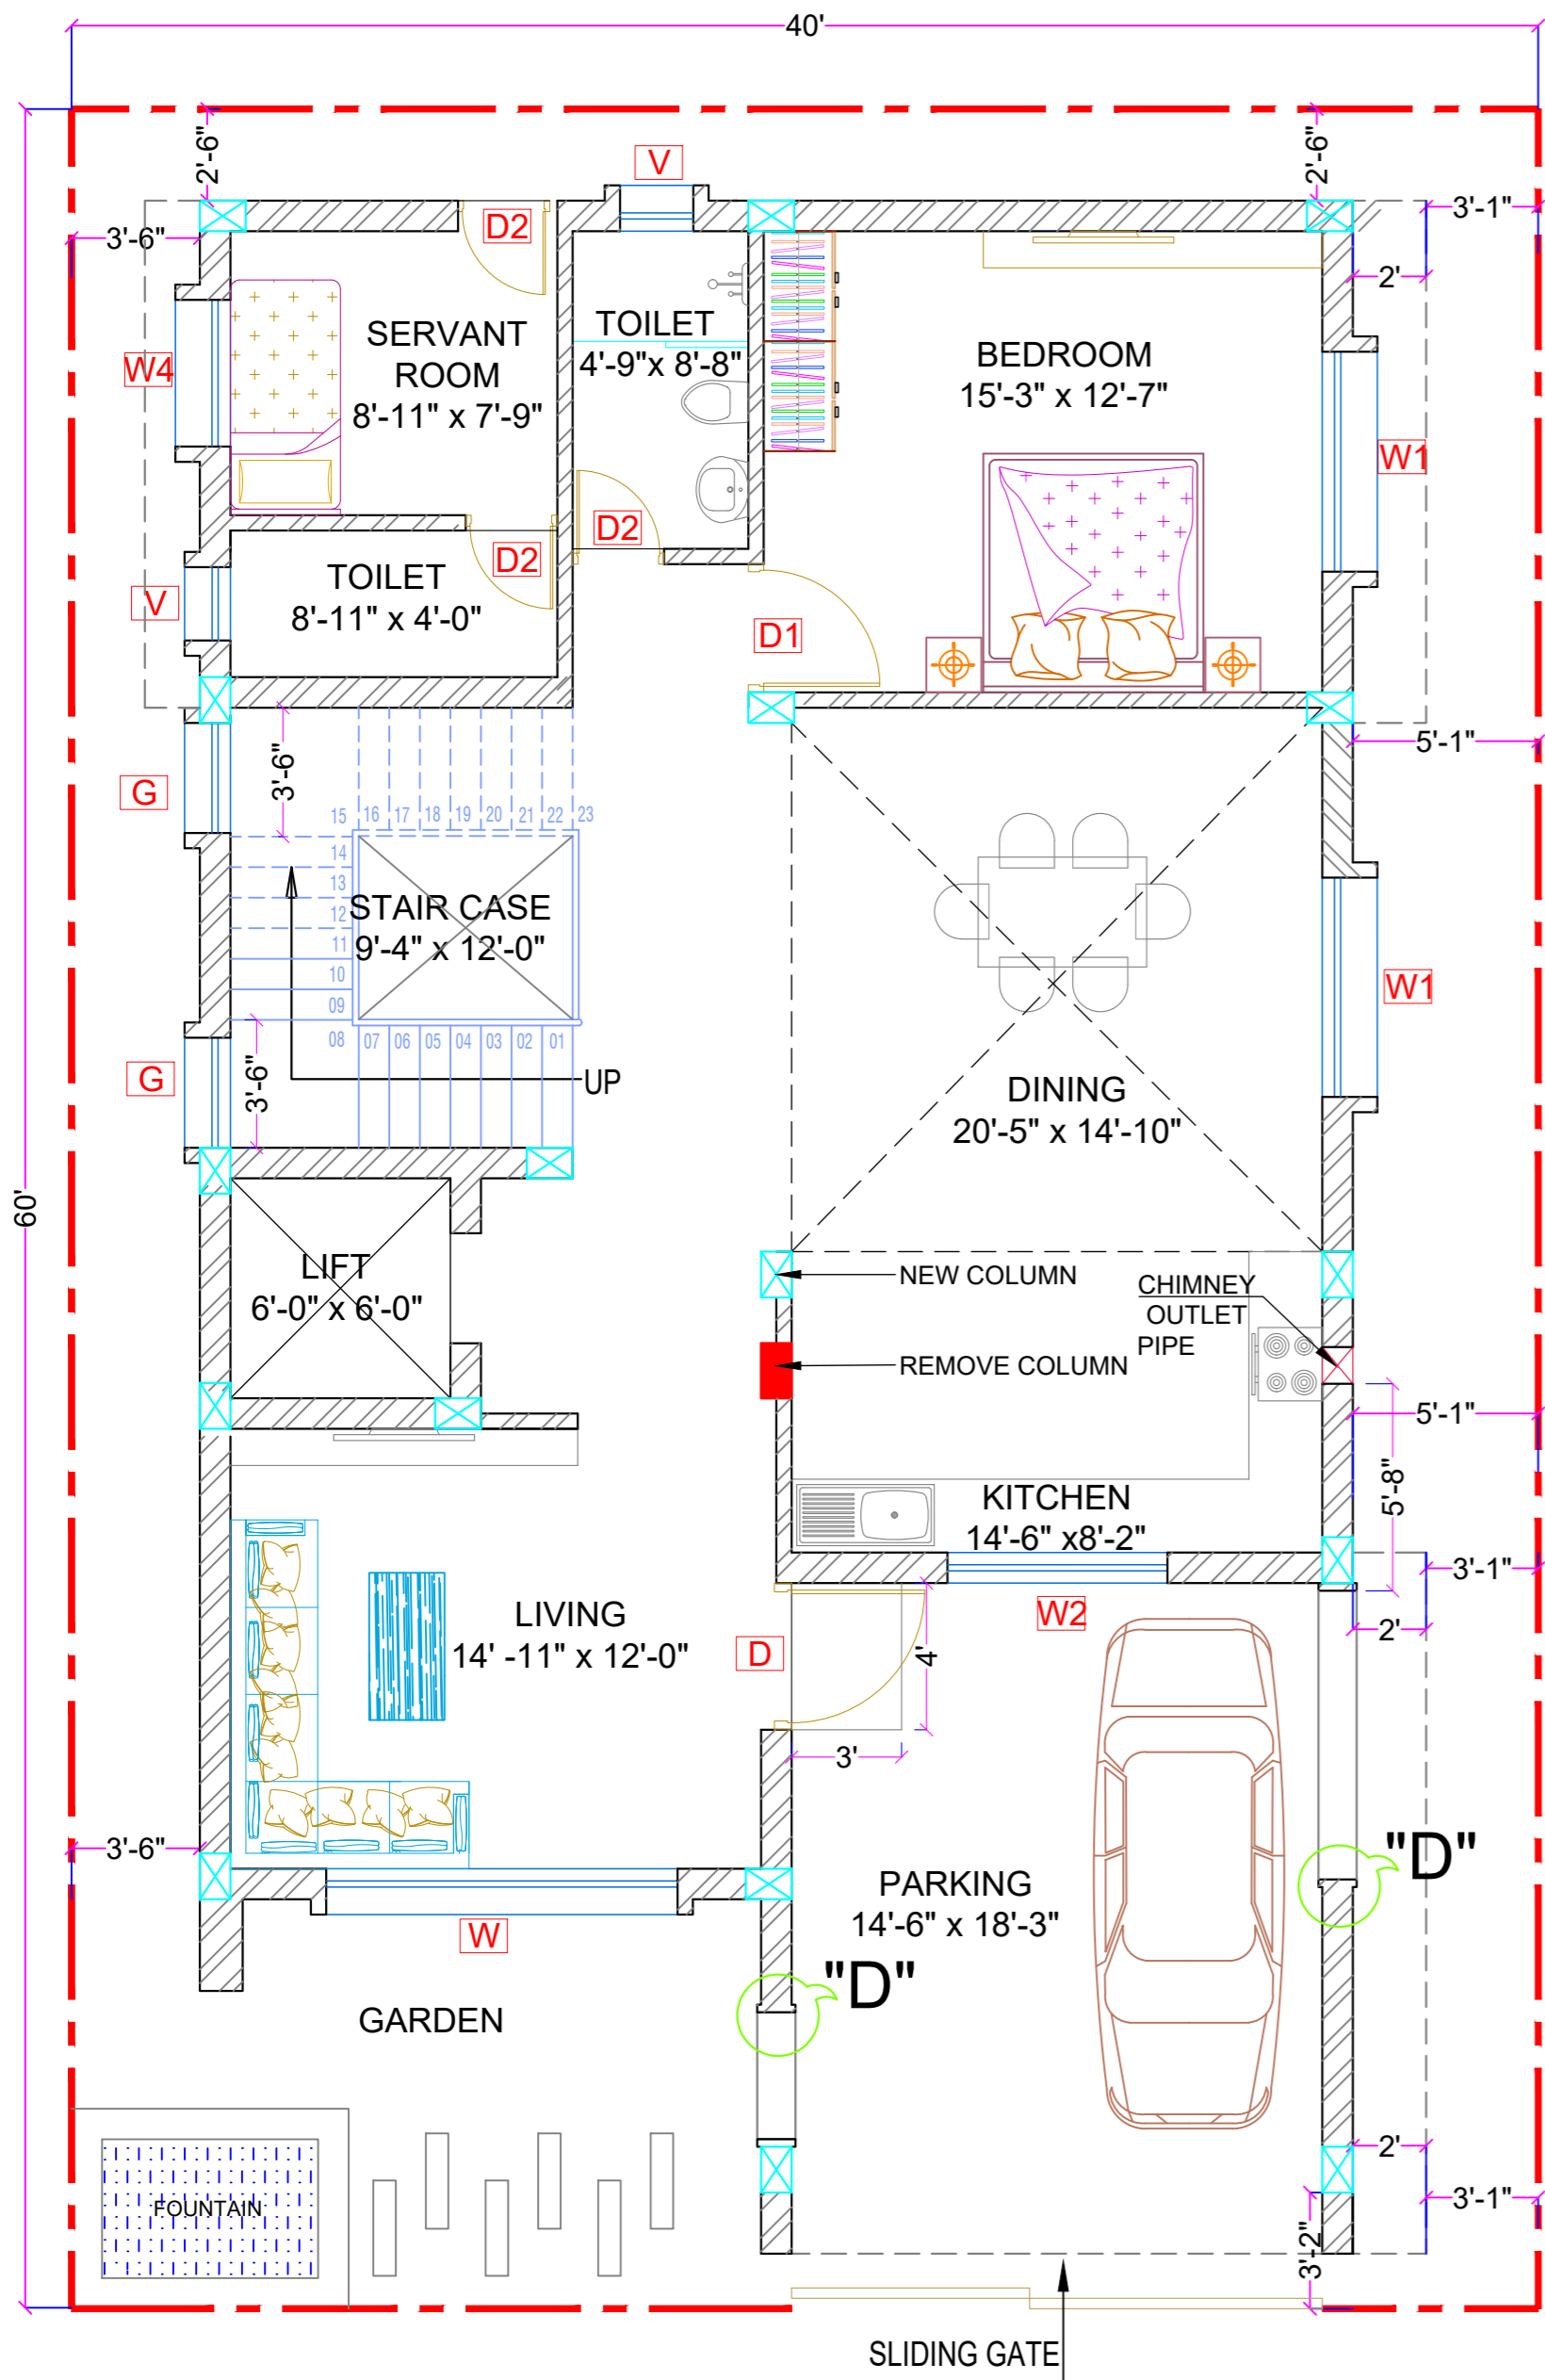 40'
2'-6"
2'-6"
V
3'-6"
D2
3'-1"
2'
SERVANT
ROOM
8'-11" x 7'-9"
TOILET
4'-9"x 8'-8"
BEDROOM
15'-3" x 12'-7"
W4
W1
D2
D2
TOILET
8'-11" x 4'-0"
V
D1
5'-1"
3'-6"
G
15
16
17
18
19
20
21
22
23
14
13
12
11
10
09
08
07
06
05
04
03
02
01
STAIR CASE
9'-4" x 12'-0"
W1
G
3'-6"
UP
DINING
20'-5" x 14'-10"
60'
LIFT
6'-0" x 6'-0"
NEW COLUMN
CHIMNEY
OUTLET
PIPE
REMOVE COLUMN
5'-1"
5'-8"
KITCHEN
14'-6" x8'-2"
3'-1"
2'
W2
LIVING
14' -11" x 12'-0"
D
4'
3'
3'-6"
"D"
PARKING
14'-6" x 18'-3"
W
"D"
GARDEN
2'
3'-1"
FOUNTAIN
3'-2"
SLIDING GATE